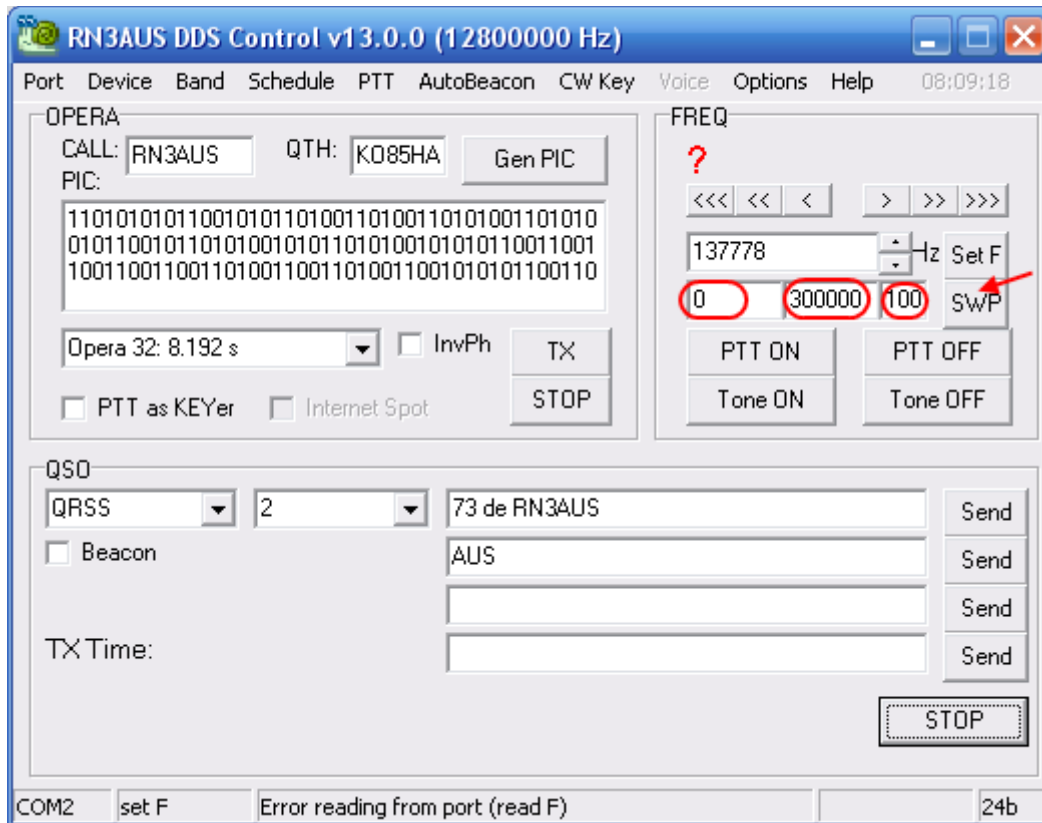 RN3AUS DDS Control v13.0.0 (12800000 Hz)
Port Device Band Schedule PTT AutoBeacon CW Key Voice Options Help 08:09:18
OPERA
CALL: RN3AUS QTH: KO85HA Gen PIC
PIC:
11010101011001010110100110100110101001101010
01011001011010100101011010100101010110011001
10011001100110100110011010011001010101100110
Opera 32: 8.192 s InvPh TX
PTT as KEYer Internet Spot STOP
FREQ
?
<<< << < > >> >>>
137778 Hz Set F
0 300000 100 SWP
PTT ON PTT OFF
Tone ON Tone OFF
QSO
QRSS 2 73 de RN3AUS Send
Beacon AUS Send
Send
TX Time: Send
STOP
COM2 set F Error reading from port (read F) 24b